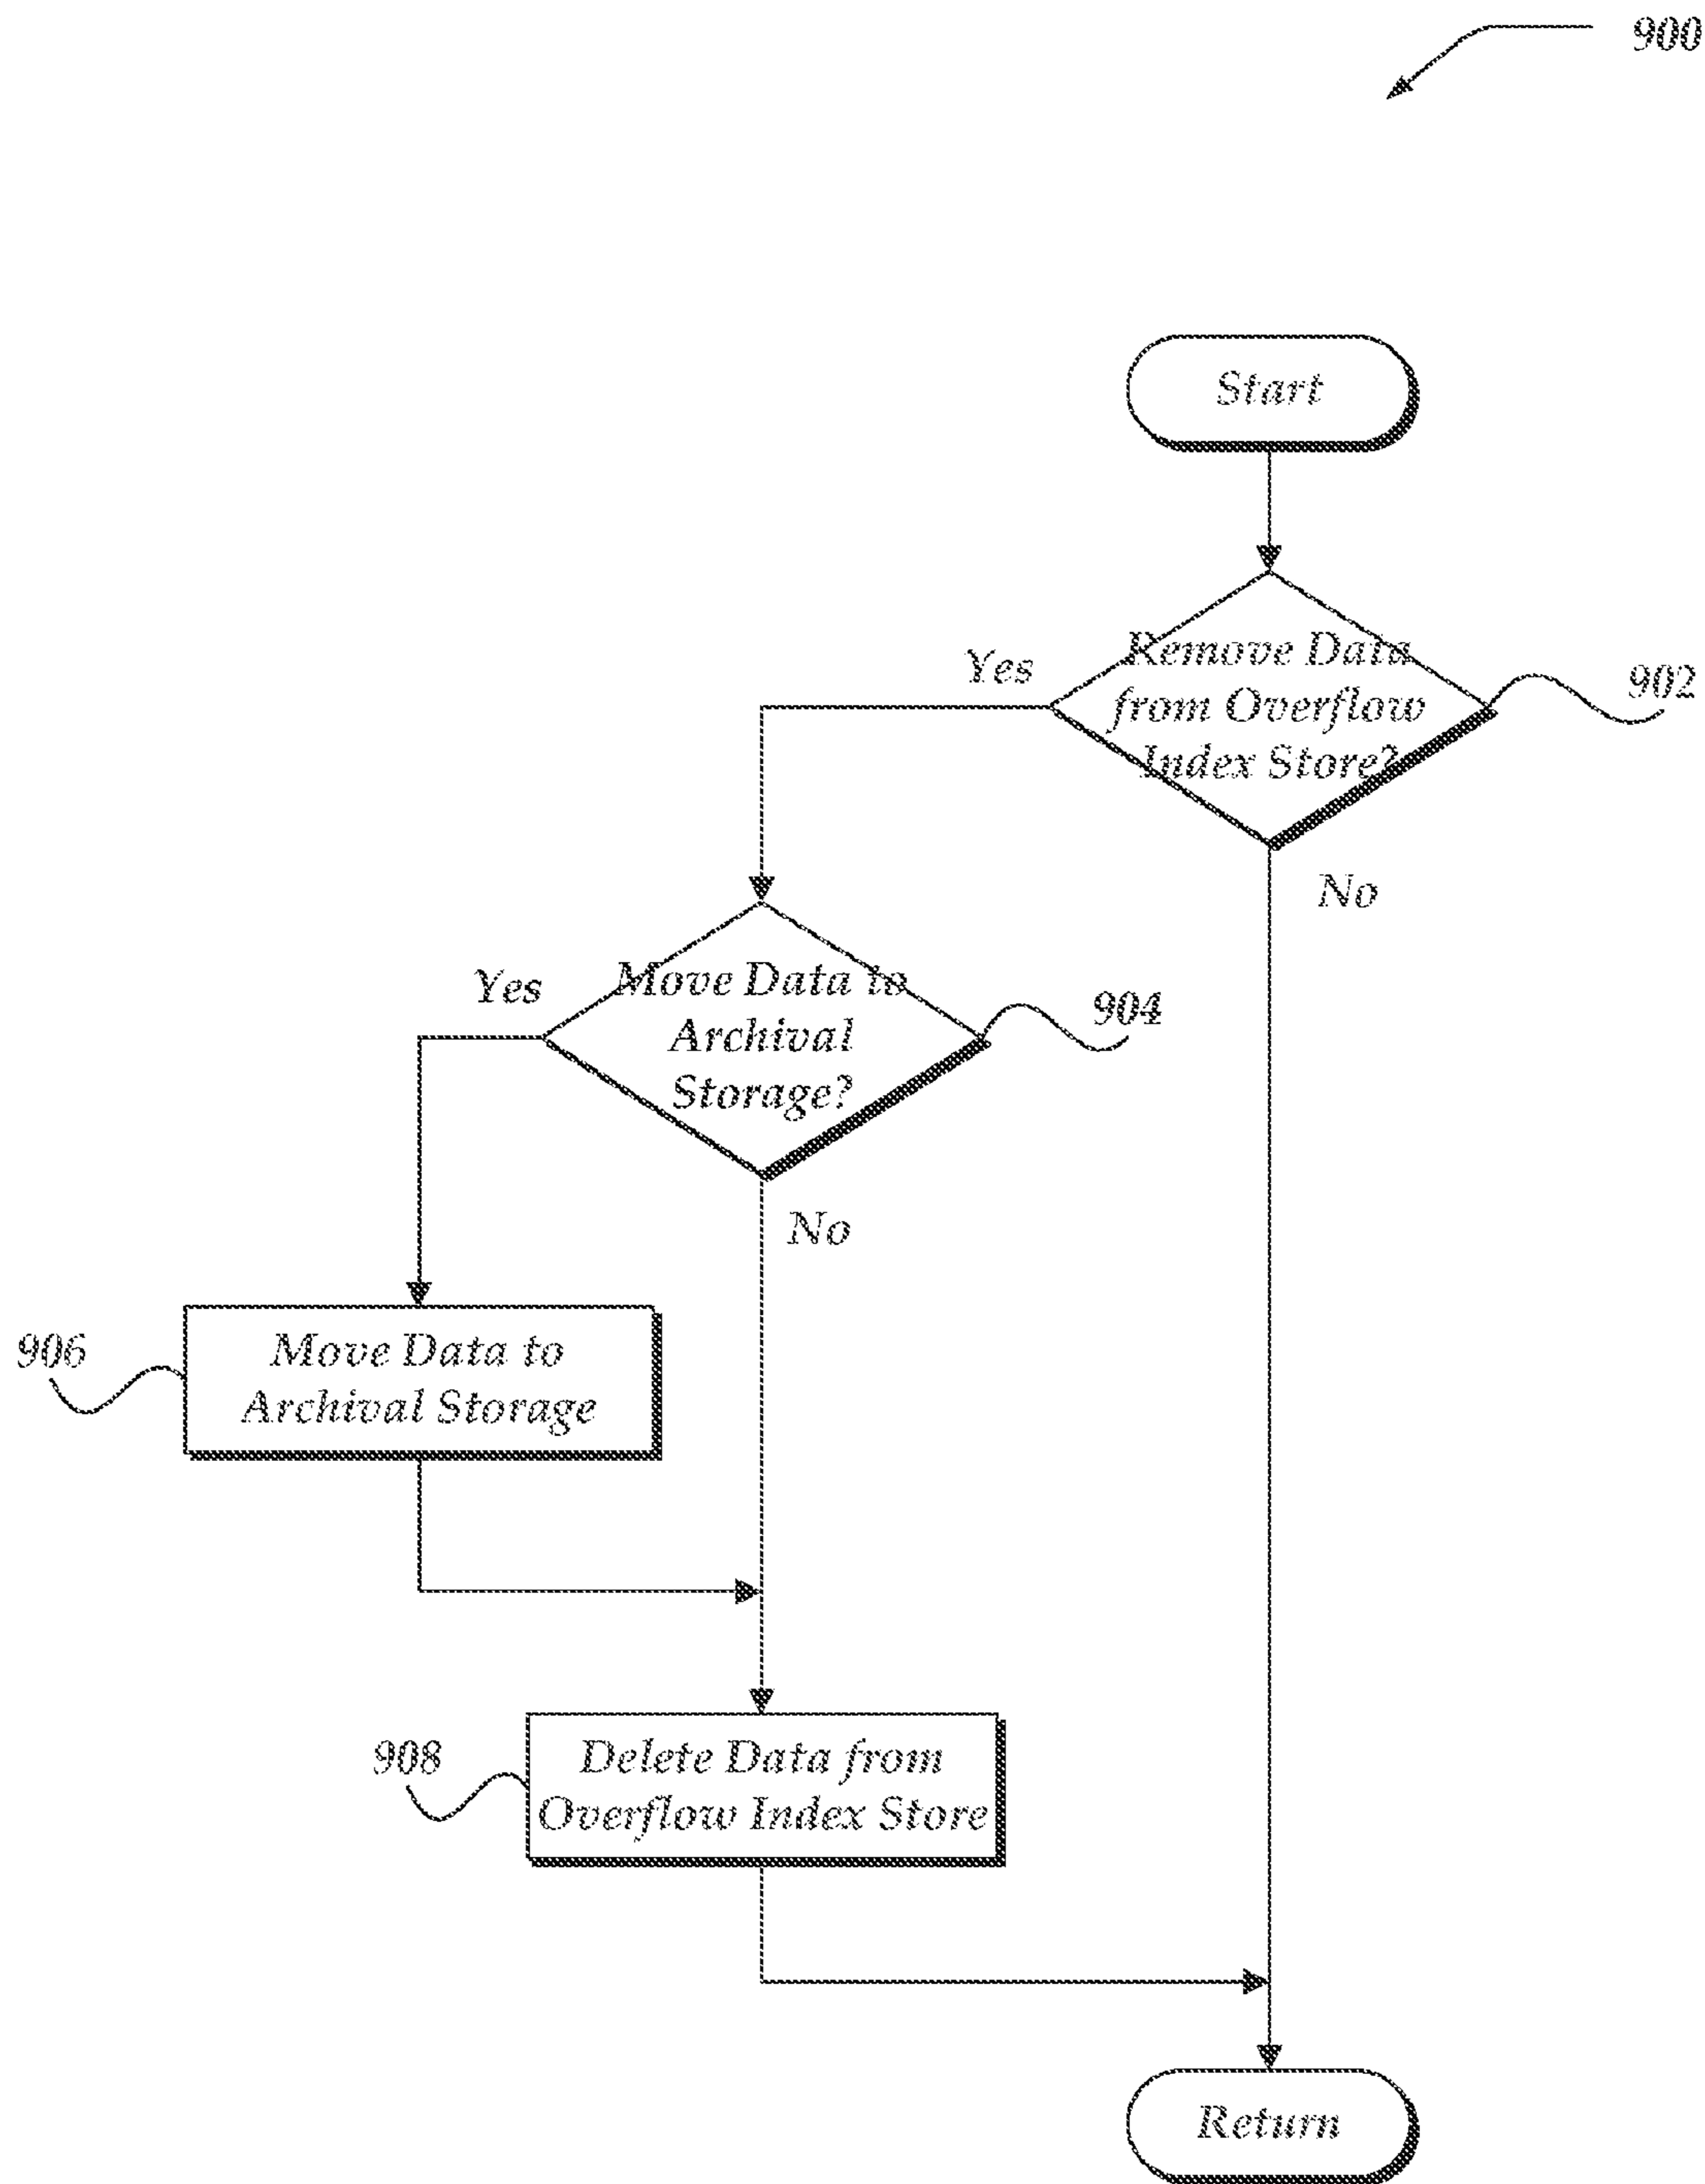 900
Start
Yes
Remove Data
from Overflow
Index Store?
902
No
Yes
Move Data to
Archival
Storage?
904
No
906
Move Data to
Archival Storage
908
Delete Data from
Overflow Index Store
Return